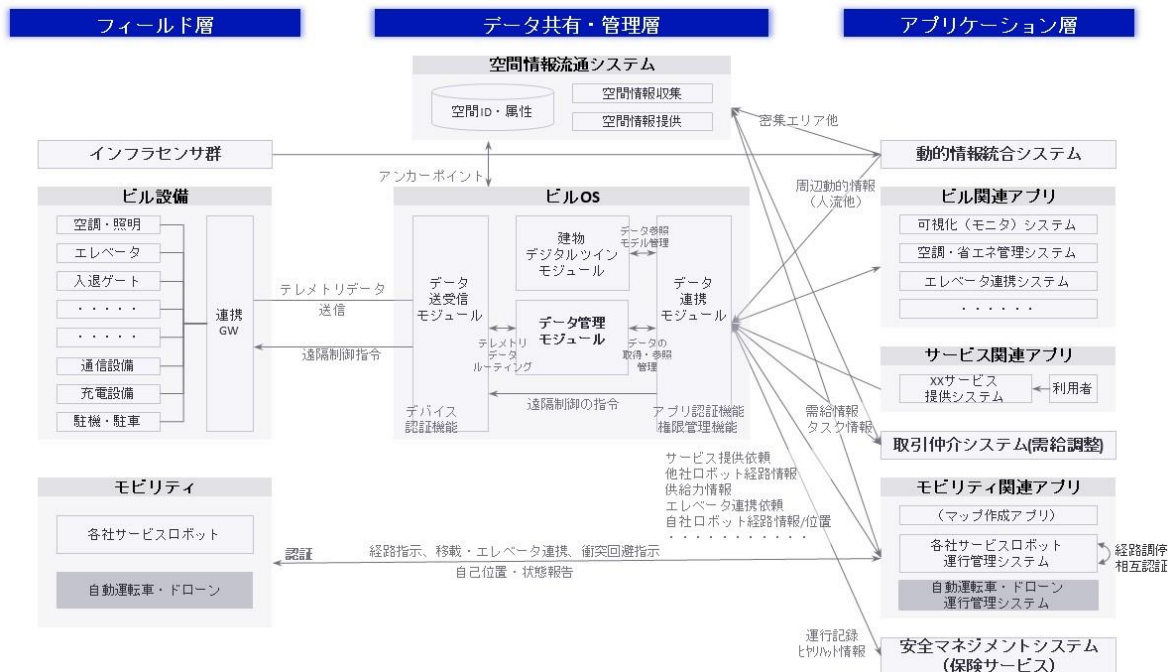 フィールド層
データ共有・管理層
アプリケーション層
空間情報流通システム
空間ID・属性
空間情報収集
空間情報提供
密集エリア他
インフラセンサ群
アンカーポイント
動的情報統合システム
周辺動的情報
(人流他)
ビル設備
空調・照明
エレベータ
入退ゲート
・・・・・
・・・・・
通信設備
充電設備
駐機・駐車
連携
GW
テレメトリデータ
送信
遠隔制御指令
ビルOS
データ
送受信
モジュール
デバイス
認証機能
建物
デジタルツイン
モジュール
データ参照
モデル管理
データ管理
モジュール
テレメトリ
データ
ルーティング
データの
取得・参照
管理
遠隔制御の指令
データ
連携
モジュール
アプリ認証機能
権限管理機能
ビル関連アプリ
可視化(モニタ)システム
空調・省エネ管理システム
エレベータ連携システム
・・・・・・
サービス関連アプリ
XXサービス
提供システム
利用者
需給情報
タスク情報
取引仲介システム(需給調整)
サービス提供依頼
他社ロボット経路情報
供給力情報
エレベータ連携依頼
自社ロボット経路情報/位置
・・・・・・・・・・・
モビリティ
各社サービスロボット
自動運転車・ドローン
認証
経路指示、移載・エレベータ連携、衝突回避指示
自己位置・状態報告
モビリティ関連アプリ
(マップ作成アプリ)
各社サービスロボット
運行管理システム
自動運転車・ドローン
運行管理システム
経路調停
相互認証
運行記録
ヒヤリハット情報
安全マネジメントシステム
(保険サービス)